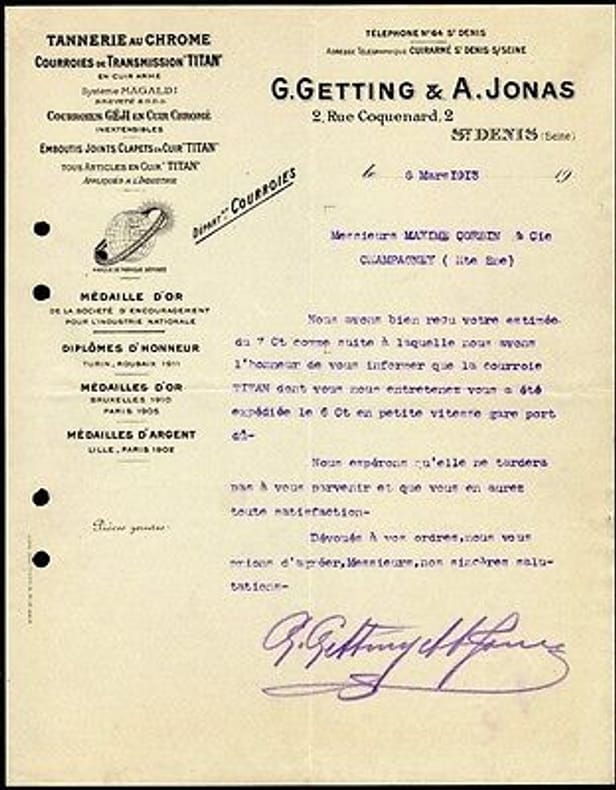 TANNERIE AU CHROME
COURROIES DE TRANSMISSION "TITAN"
EN CUIR ARMÉ
Système MAGALDI
BREVETÉ S.G.D.G.
COURROIES GÉJI EN CUIR CHROMÉ
INEXTENSIBLES
EMBOUTIS JOINTS CLAPETS EN CUIR "TITAN"
TOUS ARTICLES EN CUIR "TITAN"
APPLIQUÉS A L'INDUSTRIE
MÉDAILLE D'OR
DE LA SOCIÉTÉ D'ENCOURAGEMENT
POUR L'INDUSTRIE NATIONALE
DIPLÔMES D'HONNEUR
TURIN, ROUBAIX 1911
MÉDAILLES D'OR
BRUXELLES 1910
PARIS 1905
MÉDAILLES D'ARGENT
LILLE, PARIS 1902
Pièces jointes:
TÉLÉPHONE Nº 64 ST DENIS
ADRESSE TÉLÉGRAPHIQUE CUIRARMÉ ST DENIS S/SEINE
G. GETTING & A. JONAS
2, Rue Coquenard, 2
ST DENIS (Seine)
DÉPART.NT COURROIES
le 6 Mars 1913 19
Messieurs MAXIME CORBIN & Cie
CHAMPAGNEY ( Hte Sne)
Nous avons bien reçu votre estimée
du 7 Ct comme suite à laquelle nous avons
l'honneur de vous informer que la courroie
TITAN dont vous nous entretenez vous a été
expédiée le 6 Ct en petite vitesse gare port
dû-
Nous espérons qu'elle ne tardera
pas à vous parvenir et que vous en aurez
toute satisfaction-
Dévoués à vos ordres, nous vous
prions d'agréer, Messieurs, nos sincères salu-
tations-
G. Getting et A. Jonas